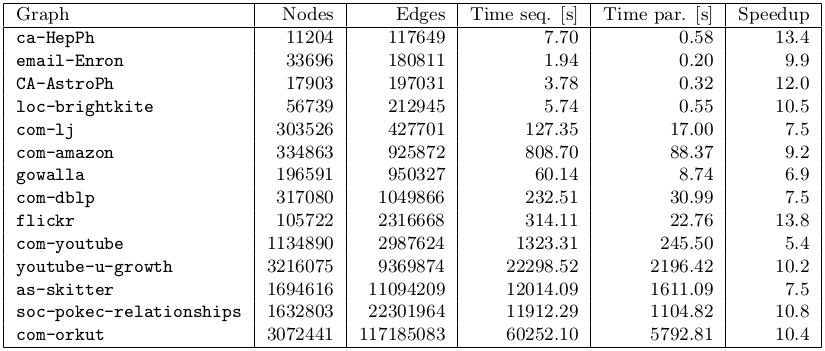 Graph Nodes Edges Time seq. [s] Time par. [s] Speedup
ca-HepPh 11204 117649 7.70 0.58 13.4
email-Enron 33696 180811 1.94 0.20 9.9
CA-AstroPh 17903 197031 3.78 0.32 12.0
loc-brightkite 56739 212945 5.74 0.55 10.5
com-lj 303526 427701 127.35 17.00 7.5
com-amazon 334863 925872 808.70 88.37 9.2
gowalla 196591 950327 60.14 8.74 6.9
com-dblp 317080 1049866 232.51 30.99 7.5
flickr 105722 2316668 314.11 22.76 13.8
com-youtube 1134890 2987624 1323.31 245.50 5.4
youtube-u-growth 3216075 9369874 22298.52 2196.42 10.2
as-skitter 1694616 11094209 12014.09 1611.09 7.5
soc-pokec-relationships 1632803 22301964 11912.29 1104.82 10.8
com-orkut 3072441 117185083 60252.10 5792.81 10.4